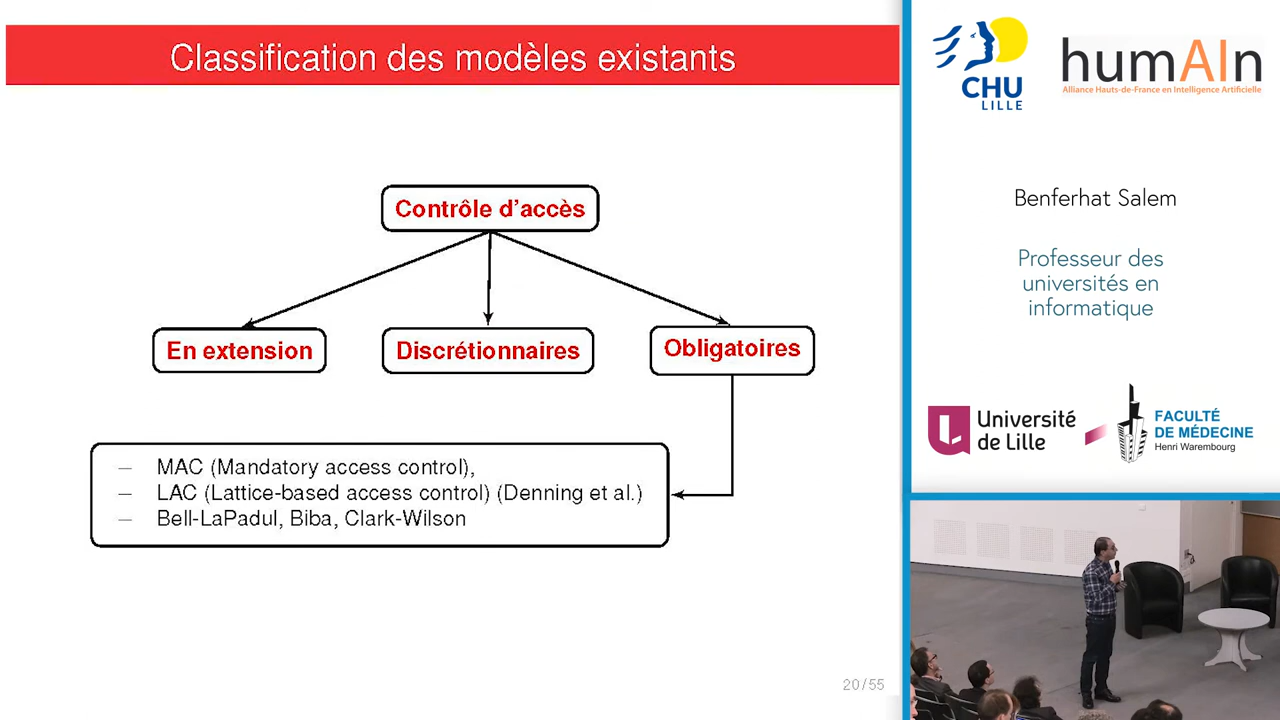 Classification des modèles existants
Contrôle d'accès
En extension
Discrétionnaires
Obligatoires
– MAC (Mandatory access control),
– LAC (Lattice-based access control) (Denning et al.)
– Bell-LaPadul, Biba, Clark-Wilson
20/55
CHU
LILLE
humAIn
Alliance Hauts-de-France en Intelligence Artificielle
Benferhat Salem
Professeur des
universités en
informatique
Université
de Lille
FACULTÉ
DE MÉDECINE
Henri Warembourg